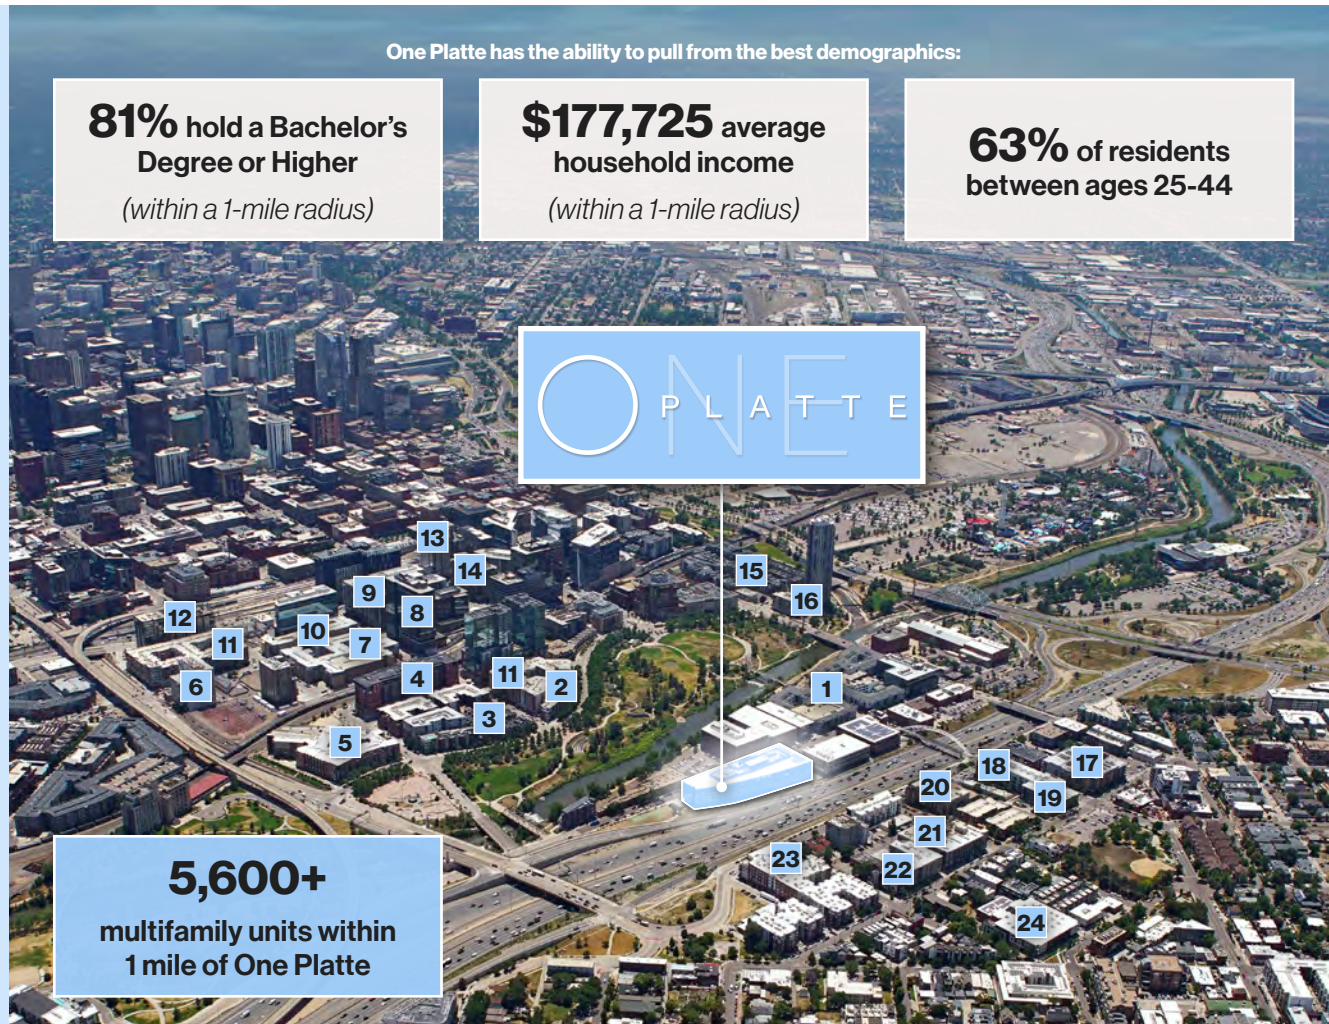 One Platte has the ability to pull from the best demographics:
81% hold a Bachelor's
Degree or Higher
(within a 1-mile radius)
$177,725 average
household income
(within a 1-mile radius)
63% of residents
between ages 25-44
ONE
PLATTE
13
14
15
9
16
8
12
10
11
7
4
11
6
2
1
3
5
18
17
20
19
21
23
22
24
5,600+
multifamily units within
1 mile of One Platte